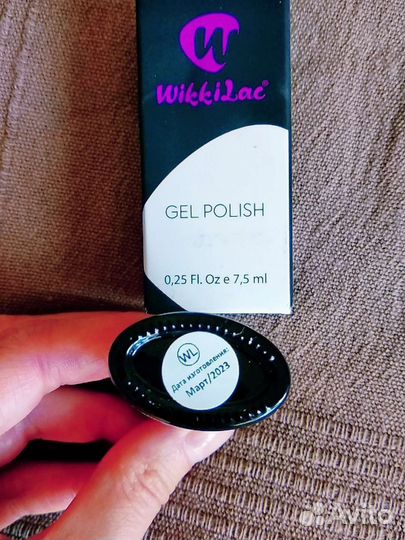 WikkiLac®
GEL POLISH
0,25 Fl. Oz e 7,5 ml
WL
Дата изготовления:
Март/2023
Avito